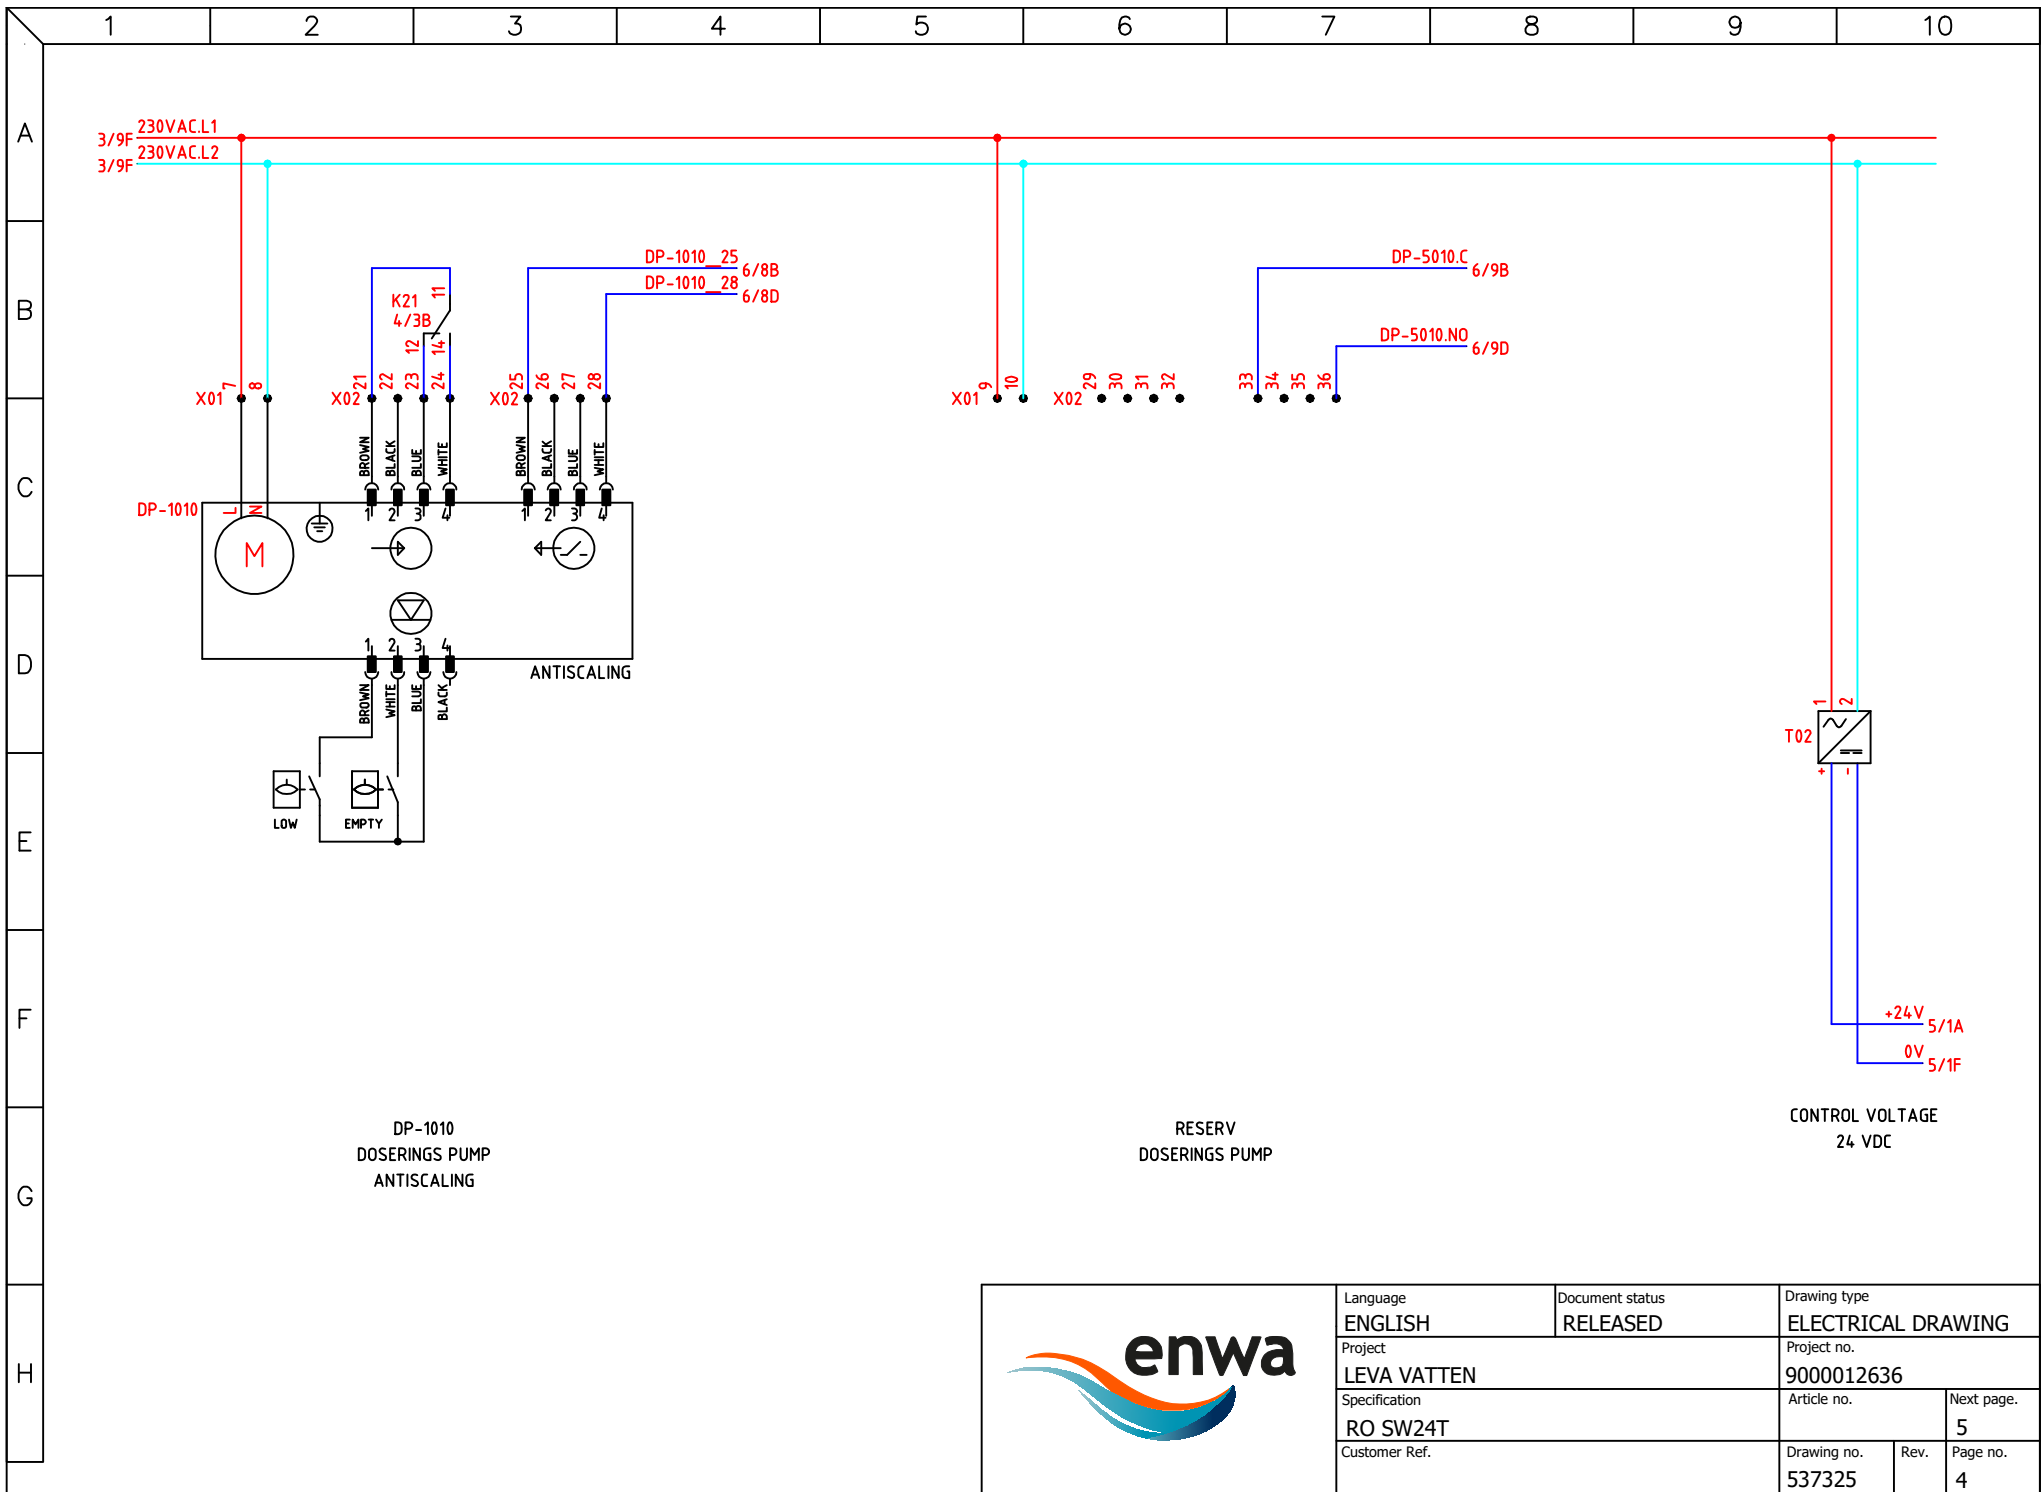 1 2 3 4 5 6 7 8 9 10
A
B
C
D
E
F
G
H
230VAC.L1
3/9F
230VAC.L2
3/9F
DP-1010__25
6/8B
DP-1010__28
6/8D
DP-5010.C
6/9B
DP-5010.NO
6/9D
K21
4/3B
11
12
14
X01 7 8
X02 21 22 23 24
X02 25 26 27 28
X01 9 10
X02 29 30 31 32
33 34 35 36
BROWN BLACK BLUE WHITE
BROWN BLACK BLUE WHITE
DP-1010
L N
1 2 3 4
1 2 3 4
M
1 2 3 4
ANTISCALING
BROWN WHITE BLUE BLACK
LOW
EMPTY
1 2
T02
+ -
+24V
5/1A
0V
5/1F
DP-1010
DOSERINGS PUMP
ANTISCALING
RESERV
DOSERINGS PUMP
CONTROL VOLTAGE
24 VDC
enwa
Language
ENGLISH
Document status
RELEASED
Drawing type
ELECTRICAL DRAWING
Project
LEVA VATTEN
Project no.
9000012636
Specification
RO SW24T
Article no.
Next page.
5
Customer Ref.
Drawing no.
537325
Rev.
Page no.
4